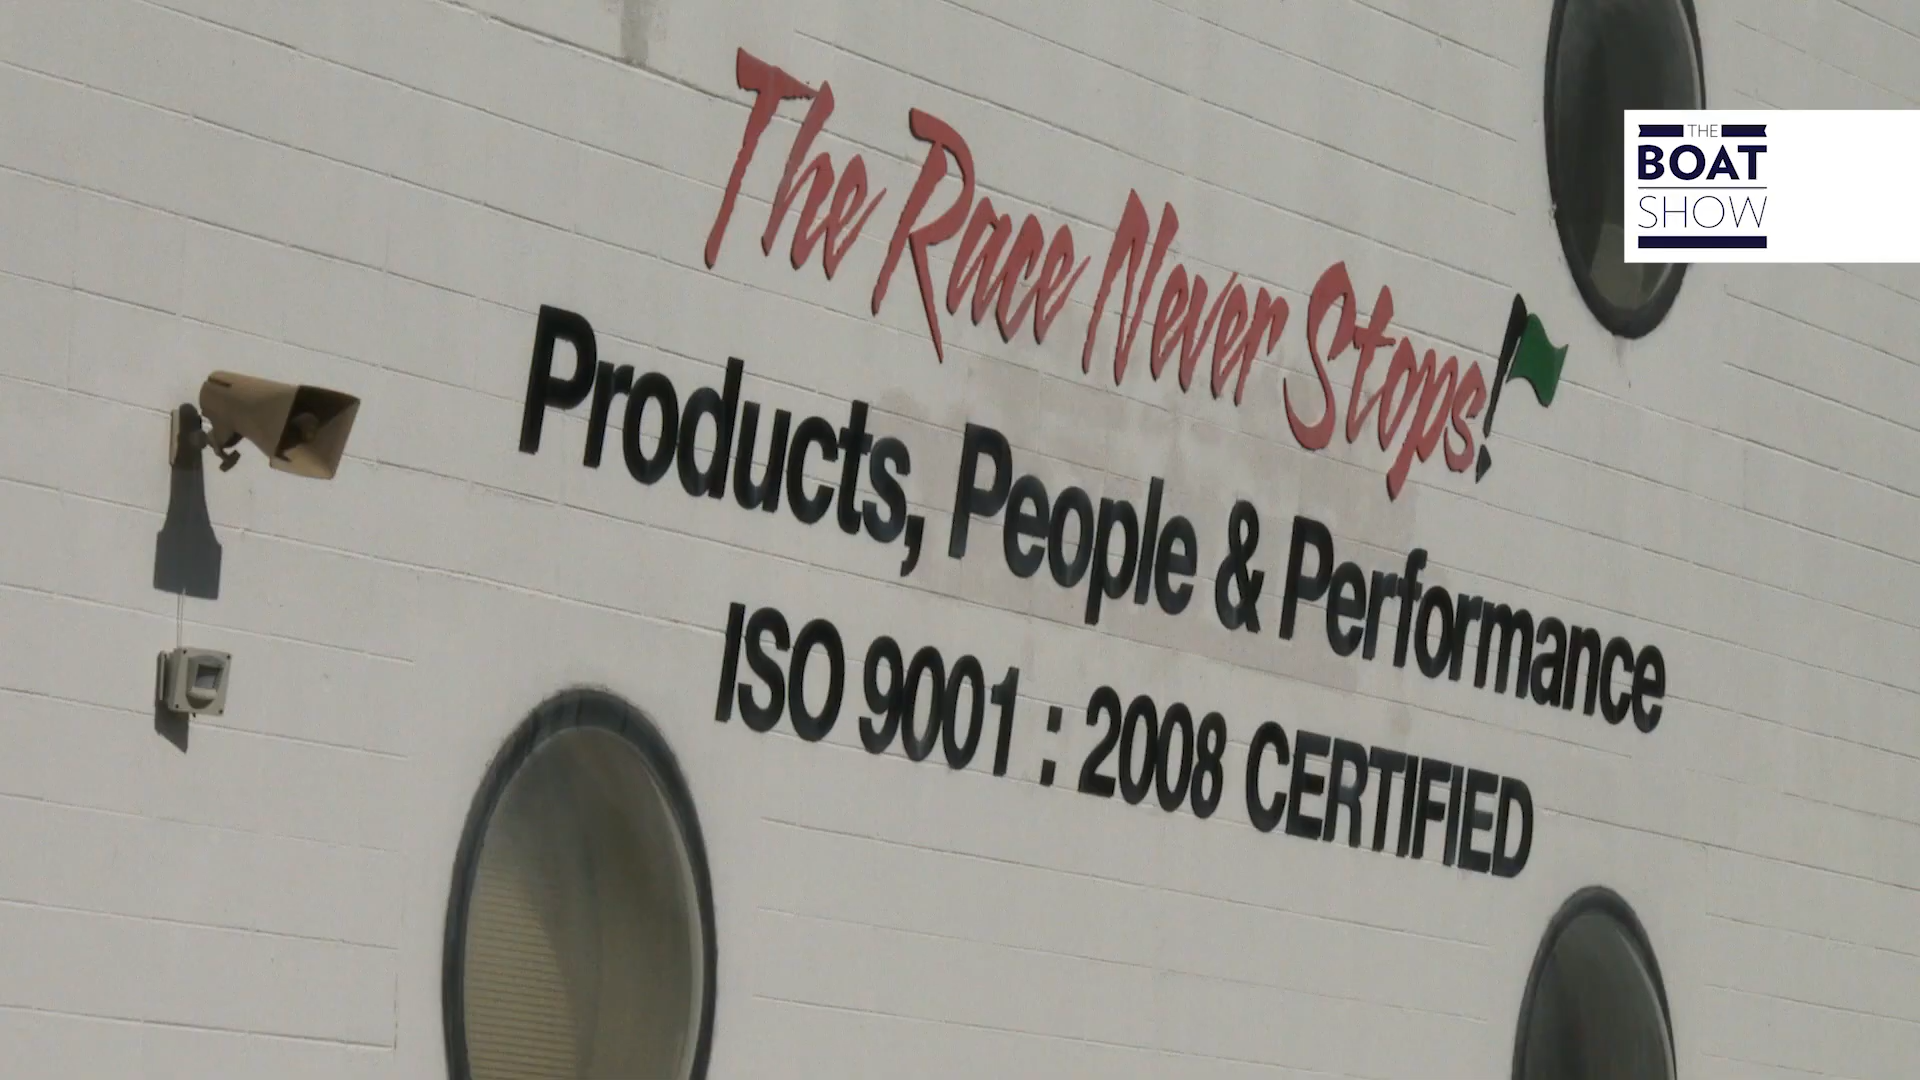 The Race Never Stops!
Products, People & Performance
ISO 9001 : 2008 CERTIFIED
THE
BOAT
SHOW